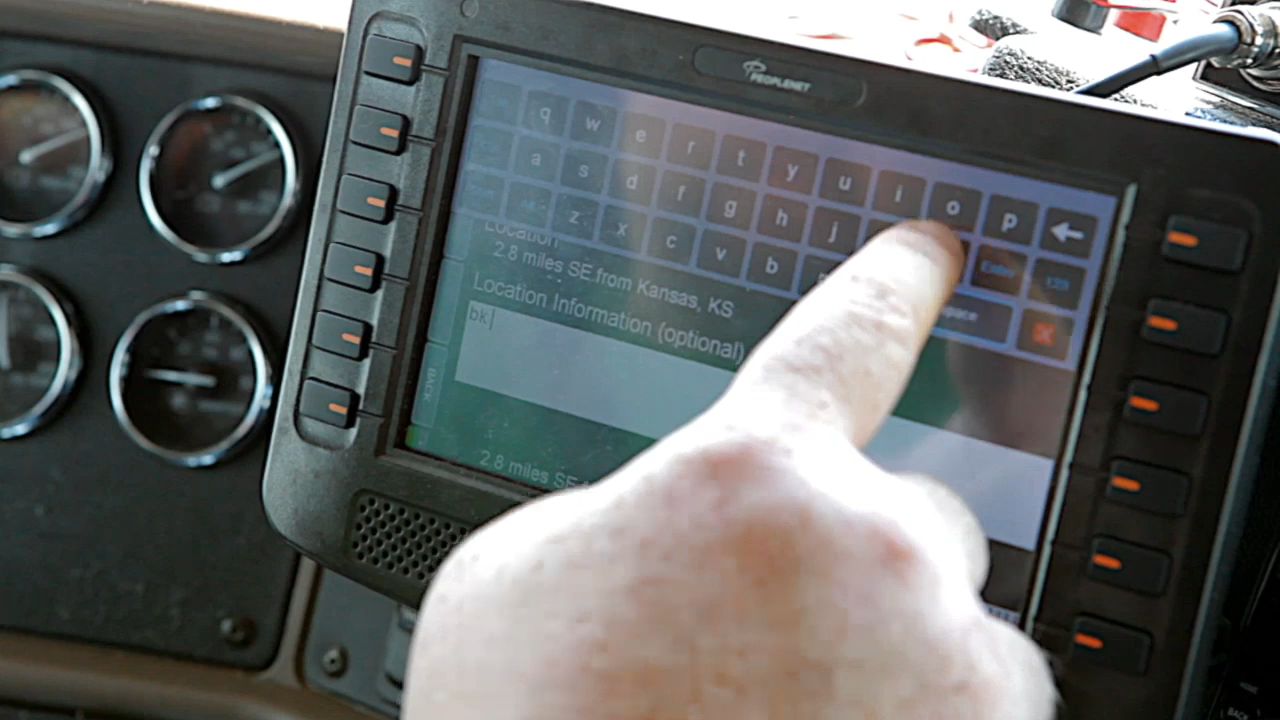 PEOPLENET
q w e r t y u i o p
a s d f g h j Enter 123
z x c v b space
Location
2.8 miles SE from Kansas, KS
Location Information (optional)
bk
BACK
2.8 miles SE
BACK